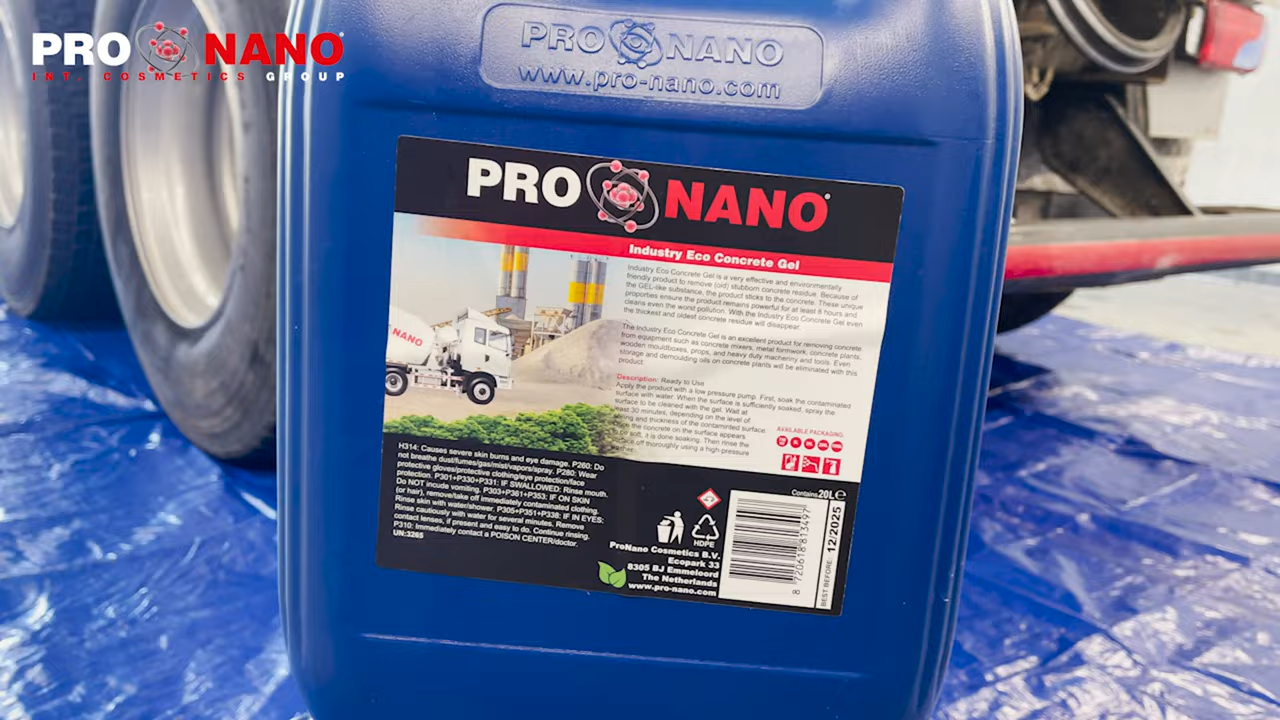 PRO NANO®
INT. COSMETICS GROUP
PRO NANO
www.pro-nano.com
PRO NANO®
Industry Eco Concrete Gel
Industry Eco Concrete Gel is a very effective and environmentally
friendly product to remove (old) stubborn concrete residue. Because of
the GEL-like substance, the product sticks to the concrete. These unique
proporties ensure the product remains powerful for at least 8 hours and
cleans even the worst pollution. With the Industry Eco Concrete Gel even
the thickest and oldest concrete residue will disappear.
The Industry Eco Concrete Gel is an excellent product for removing concrete
from equipment such as concrete mixers, metal formwork, concrete plants,
wooden mouldboxes, props, and heavy duty macheriny and tools. Even
storage and demoulding oils on concrete plants will be eliminated with this
product.
Description: Ready to Use
Apply the product with a low pressure pump. First, soak the contaminated
surface with water. When the surface is sufficiently soaked, spray the
surface to be cleaned with the gel. Wait at
least 30 minutes, depending on the level of
and thickness of the contaminted surface.
the concrete on the surface appears
be soft, it is done soaking. Then rinse the
off thoroughly using a high-pressure
NANO
AVAILABLE PACKAGING
H314: Causes severe skin burns and eye damage. P260: Do
not breathe dust/fumes/gas/mist/vapors/spray. P280: Wear
protective gloves/protective clothing/eye protection/face
protection. P301+P330+P331: IF SWALLOWED: Rinse mouth.
Do NOT incude vomiting. P303+P361+P353: IF ON SKIN
(or hair), remove/take off immediately contaminated clothing.
Rinse skin with water/shower. P305+P351+P338: IF IN EYES:
Rinse cautiously with water for several minutes. Remove
contact lenses, if present and easy to do. Continue rinsing.
P310: Immediately contact a POISON CENTER/doctor.
UN:3265
HDPE
ProNano Cosmetics B.V.
Ecopark 33
8305 BJ Emmeloord
The Netherlands
www.pro-nano.com
Contains 20L e
8 720618 813497
BEST BEFORE: 12/2025